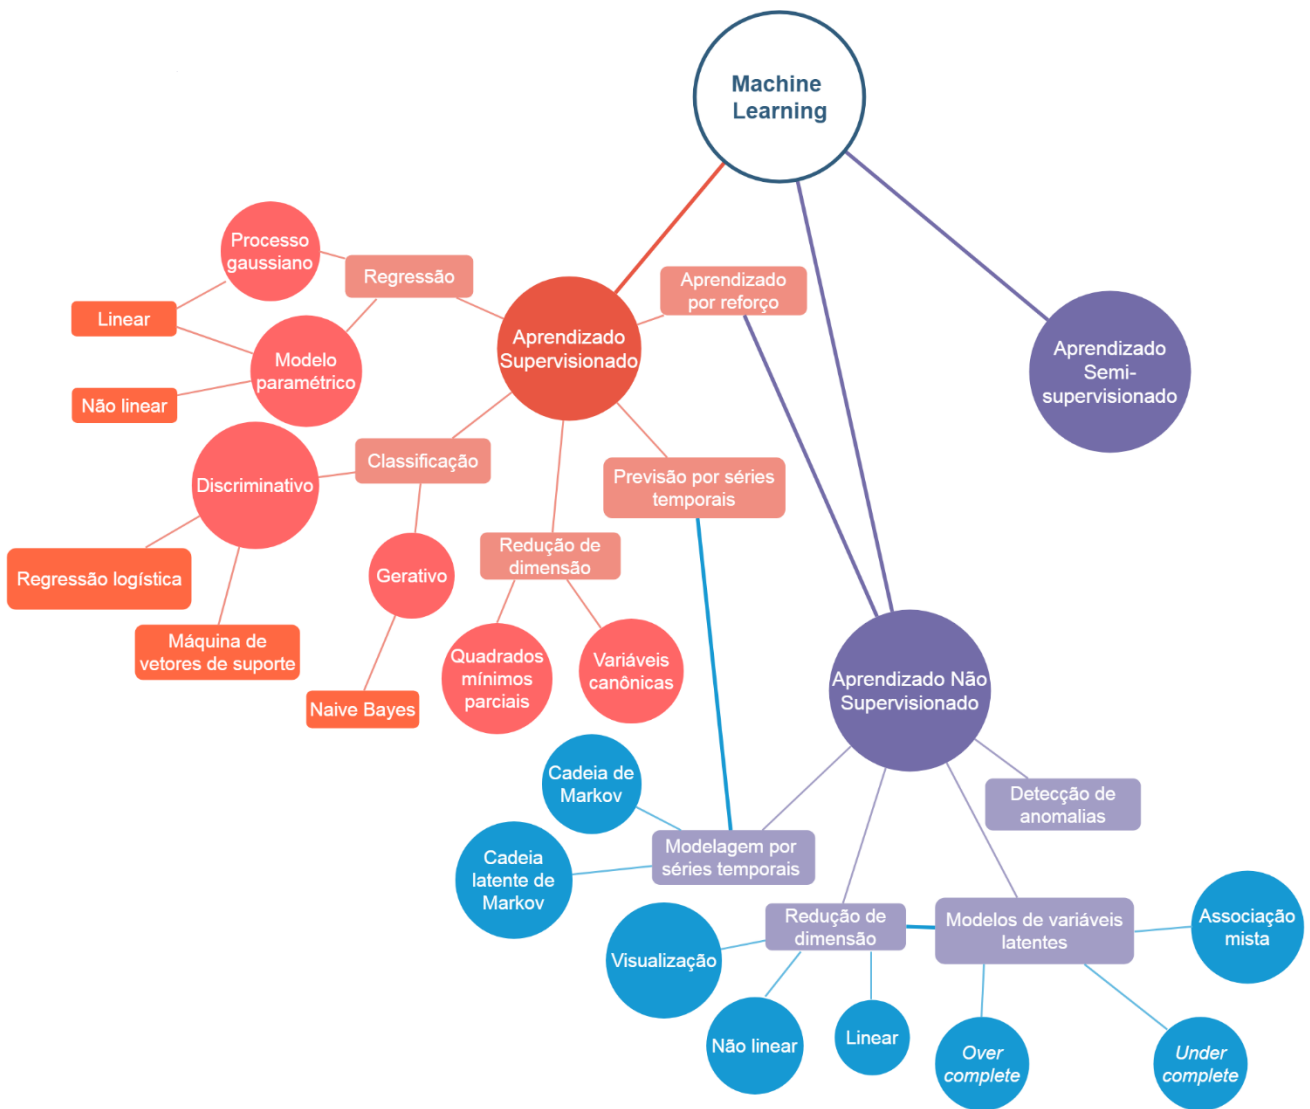 Machine
Learning
Processo
gaussiano
Regressão
Aprendizado
por reforço
Linear
Aprendizado
Supervisionado
Modelo
paramétrico
Aprendizado
Semi-
supervisionado
Não linear
Classificação
Discriminativo
Previsão por séries
temporais
Redução de
dimensão
Gerativo
Regressão logística
Máquina de
vetores de suporte
Quadrados
mínimos
parciais
Variáveis
canônicas
Naive Bayes
Aprendizado Não
Supervisionado
Cadeia de
Markov
Detecção de
anomalias
Modelagem por
séries temporais
Cadeia
latente de
Markov
Redução de
dimensão
Modelos de variáveis
latentes
Associação
mista
Visualização
Não linear
Linear
Over
complete
Under
complete